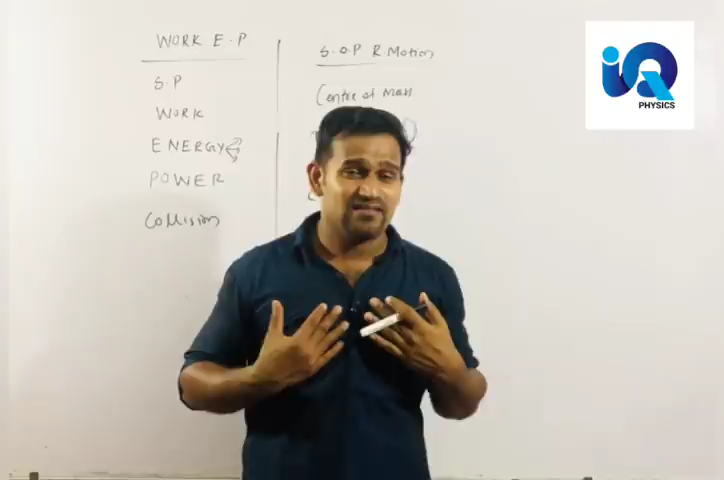 WORK E.P
S.P
WORK
ENERGY
POWER
Collision
S.O.P R Motion
Centre of Mass
iQ
PHYSICS